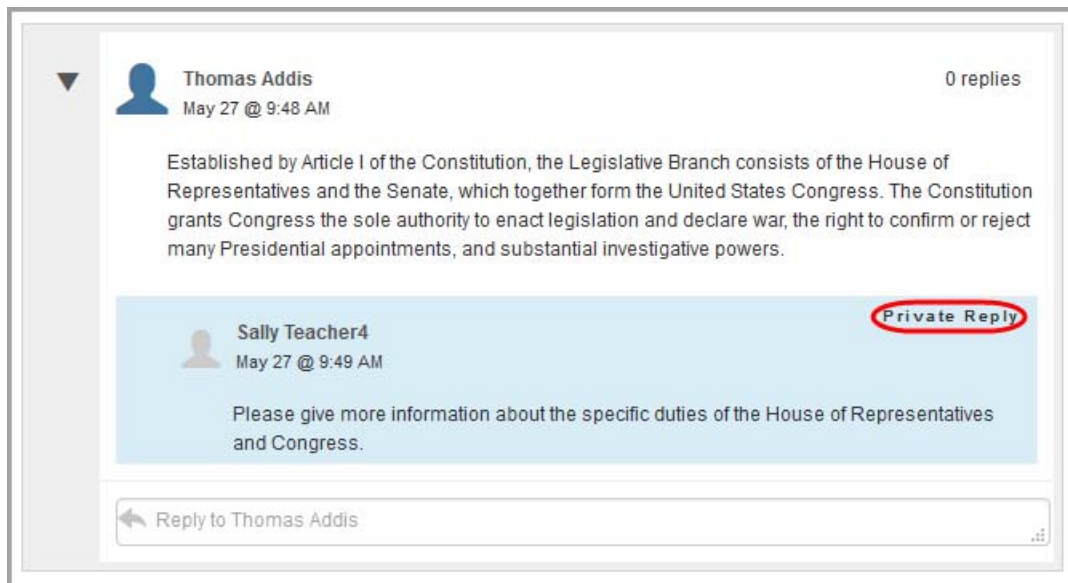 Thomas Addis
0 replies
May 27 @ 9:48 AM
Established by Article I of the Constitution, the Legislative Branch consists of the House of
Representatives and the Senate, which together form the United States Congress. The Constitution
grants Congress the sole authority to enact legislation and declare war, the right to confirm or reject
many Presidential appointments, and substantial investigative powers.
Private Reply
Sally Teacher4
May 27 @ 9:49 AM
Please give more information about the specific duties of the House of Representatives
and Congress.
Reply to Thomas Addis